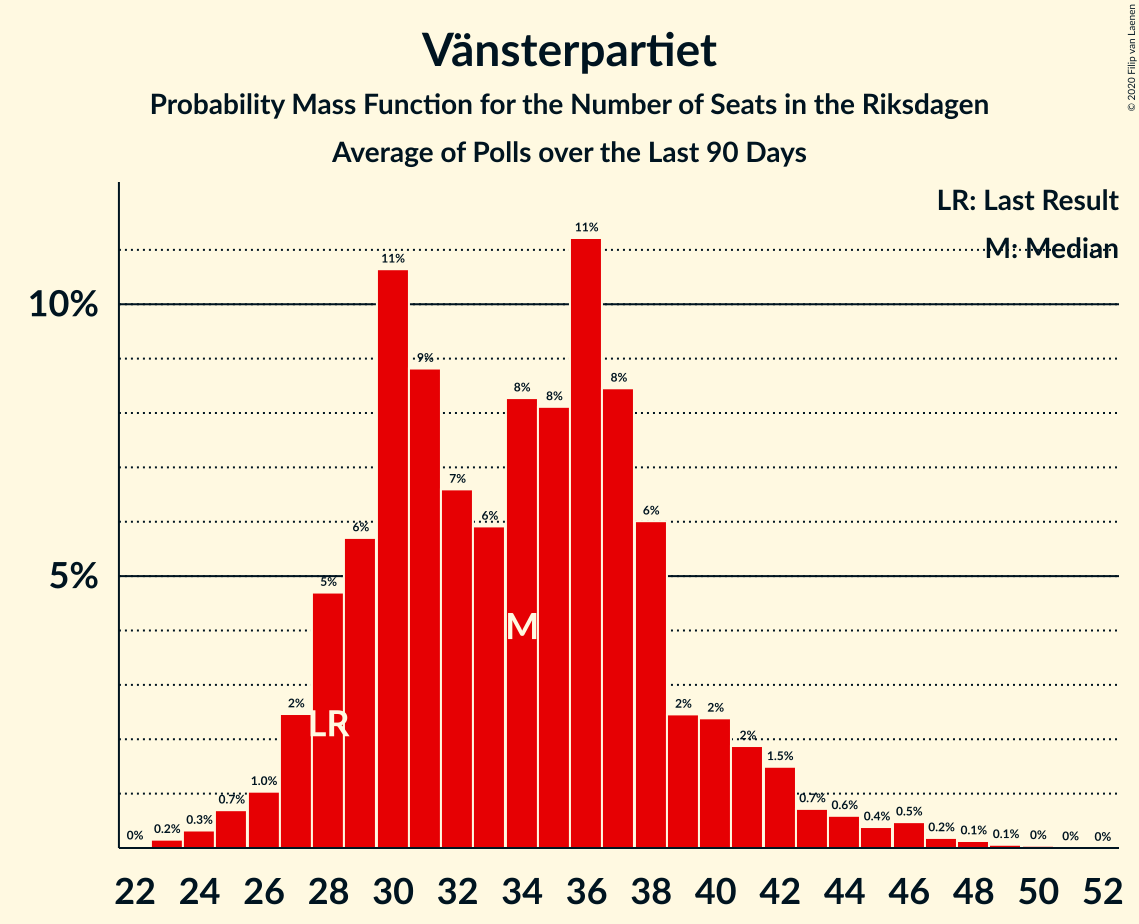 Vänsterpartiet
Probability Mass Function for the Number of Seats in the Riksdagen
Average of Polls over the Last 90 Days
© 2020 Filip van Laenen
LR: Last Result
M: Median
10%
5%
0% 0.2% 0.3% 0.7% 1.0% 2% 5% 6% 11% 9% 7% 6% 8% 8% 11% 8% 6% 2% 2% 2% 1.5% 0.7% 0.6% 0.4% 0.5% 0.2% 0.1% 0.1% 0% 0% 0%
M
LR
22 24 26 28 30 32 34 36 38 40 42 44 46 48 50 52